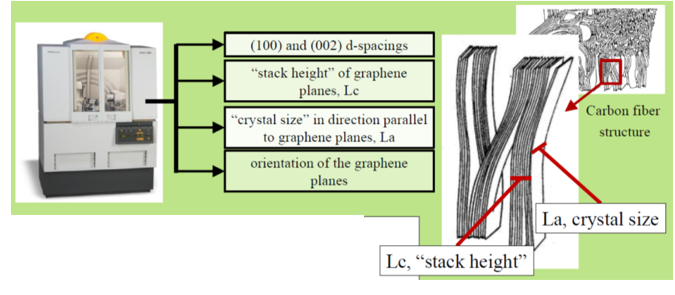 (100) and (002) d-spacings
“stack height” of graphene
planes, Lc
“crystal size” in direction parallel
to graphene planes, La
orientation of the graphene
planes
Carbon fiber
structure
La, crystal size
Lc, “stack height”